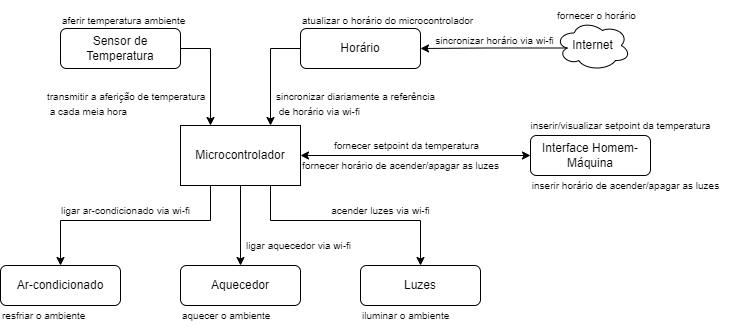 fornecer o horário
aferir temperatura ambiente
atualizar o horário do microcontrolador
Sensor de
Temperatura
Horário
sincronizar horário via wi-fi
Internet
transmitir a aferição de temperatura
a cada meia hora
sincronizar diariamente a referência
de horário via wi-fi
inserir/visualizar setpoint da temperatura
Microcontrolador
fornecer setpoint da temperatura
fornecer horário de acender/apagar as luzes
Interface Homem-
Máquina
inserir horário de acender/apagar as luzes
ligar ar-condicionado via wi-fi
acender luzes via wi-fi
ligar aquecedor via wi-fi
Ar-condicionado
Aquecedor
Luzes
resfriar o ambiente
aquecer o ambiente
iluminar o ambiente